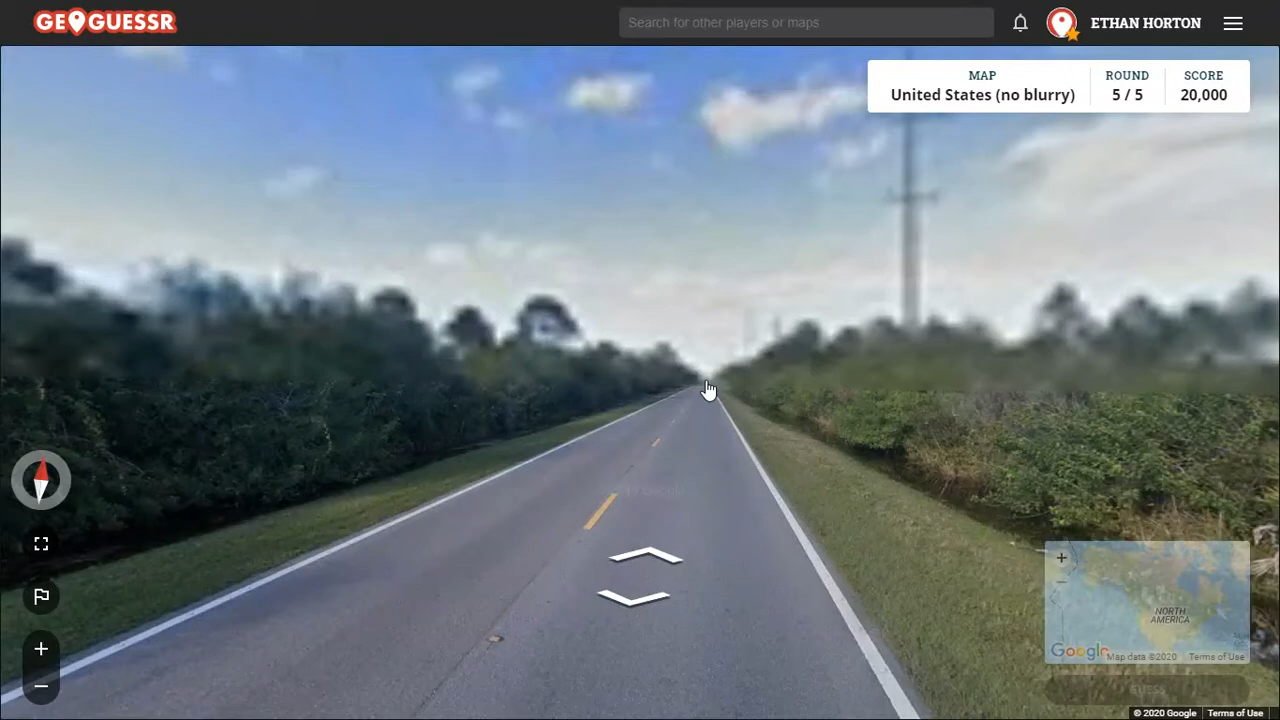 GEOGUESSR
Search for other players or maps
ETHAN HORTON
MAP
United States (no blurry)
ROUND
5 / 5
SCORE
20,000
+
−
+
−
NORTH
AMERICA
Google
Map data ©2020
Terms of Use
GUESS
© 2020 Google
Terms of Use